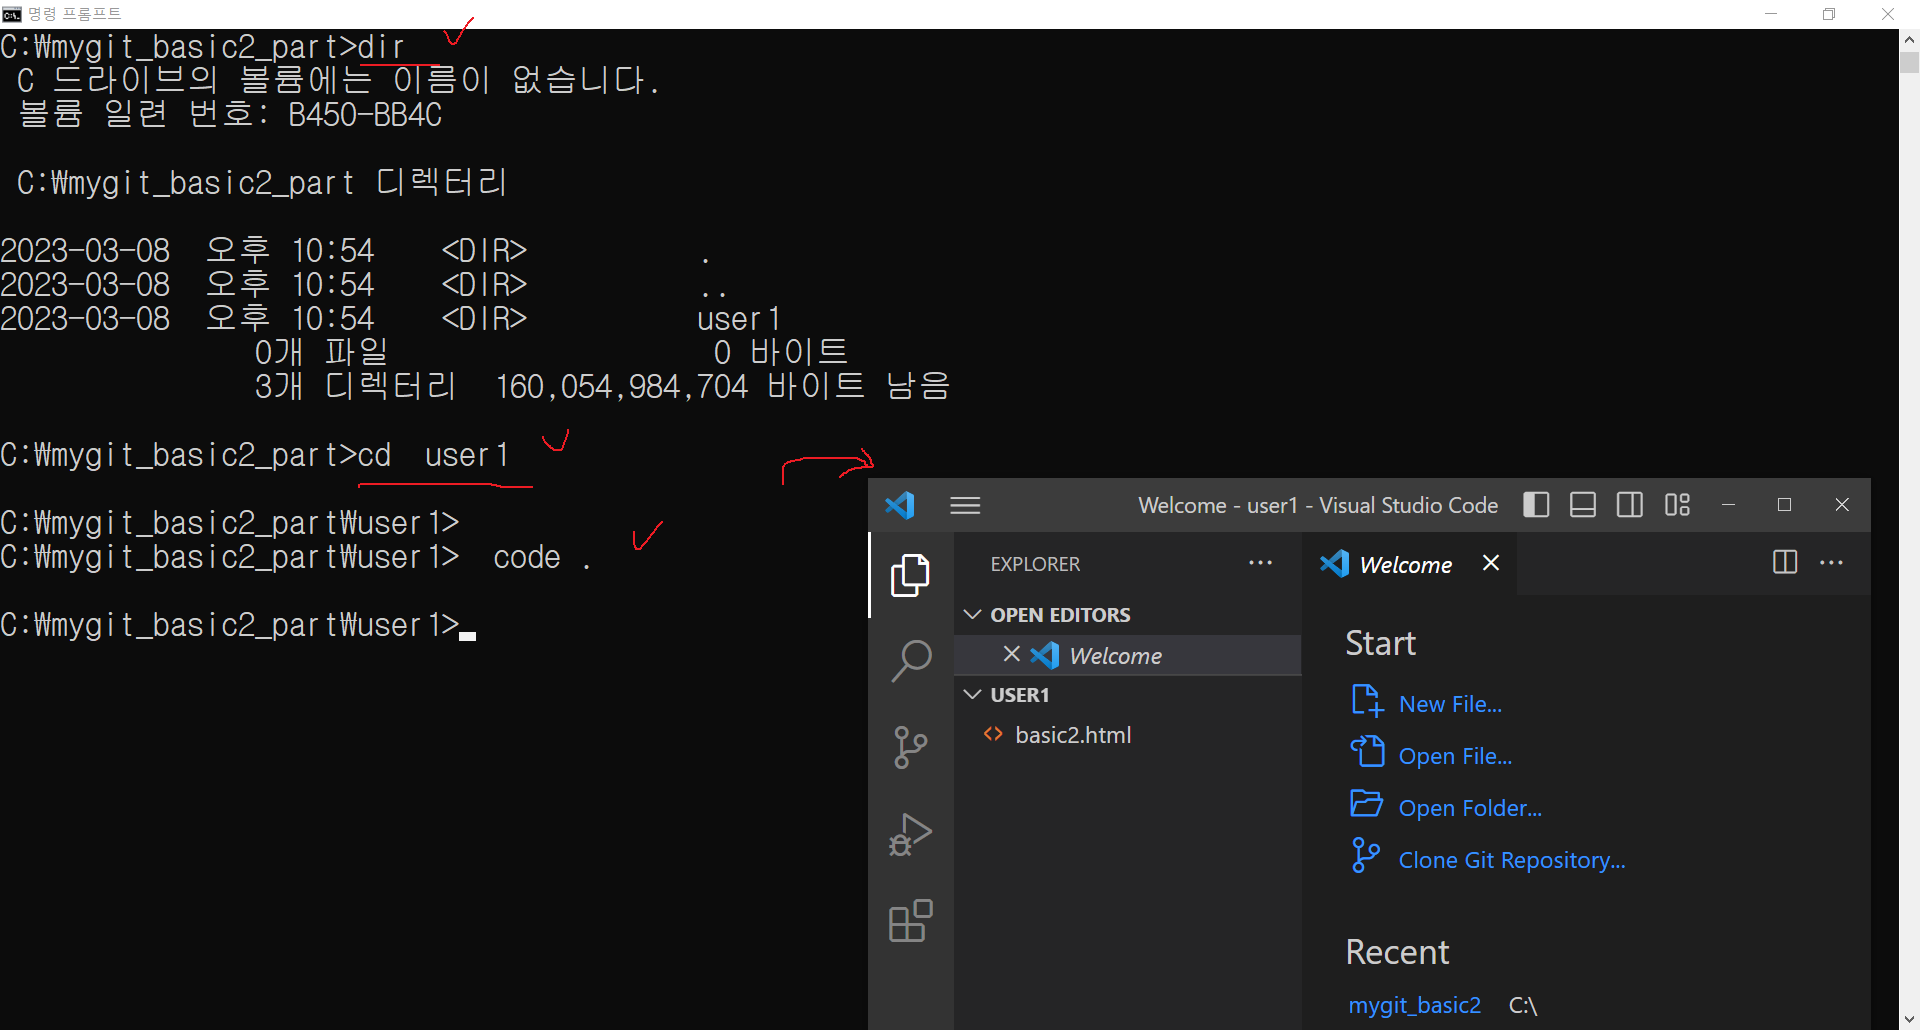 명령 프롬프트
C:₩mygit_basic2_part>dir
C 드라이브의 볼륨에는 이름이 없습니다.
볼륨 일련 번호: B450-BB4C
C:₩mygit_basic2_part 디렉터리
2023-03-08 오후 10:54 <DIR> .
2023-03-08 오후 10:54 <DIR> ..
2023-03-08 오후 10:54 <DIR> user1
0개 파일 0 바이트
3개 디렉터리 160,054,984,704 바이트 남음
C:₩mygit_basic2_part>cd user1
C:₩mygit_basic2_part₩user1>
C:₩mygit_basic2_part₩user1> code .
C:₩mygit_basic2_part₩user1>
Welcome - user1 - Visual Studio Code
EXPLORER
OPEN EDITORS
Welcome
USER1
basic2.html
Welcome
Start
New File...
Open File...
Open Folder...
Clone Git Repository...
Recent
mygit_basic2 C:\